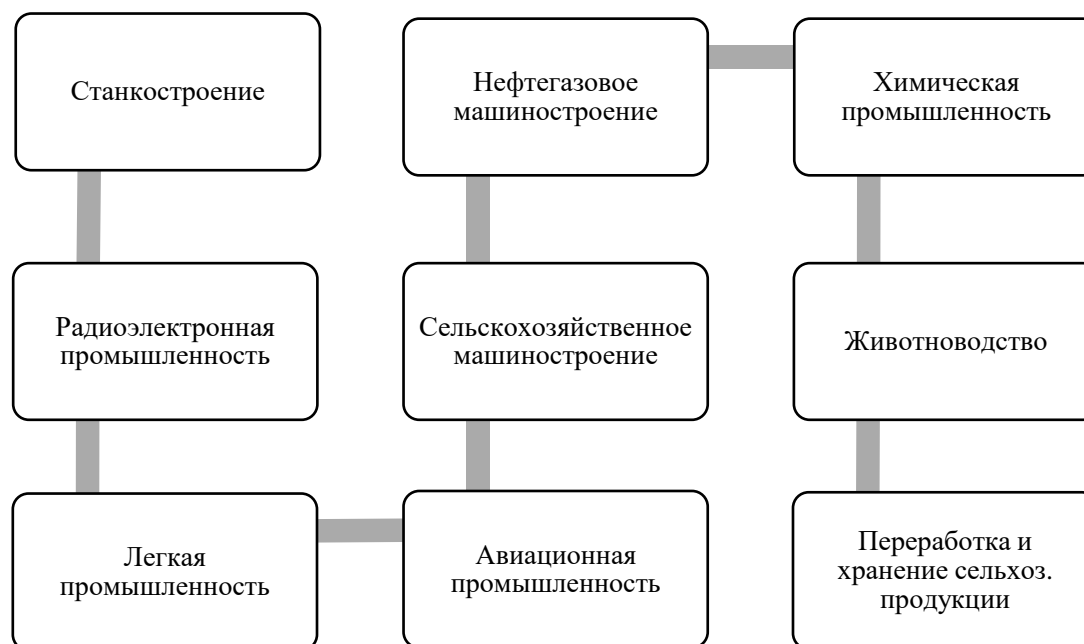 Станкостроение
Радиоэлектронная
промышленность
Легкая
промышленность
Авиационная
промышленность
Сельскохозяйственное
машиностроение
Нефтегазовое
машиностроение
Химическая
промышленность
Животноводство
Переработка и
хранение сельхоз.
продукции